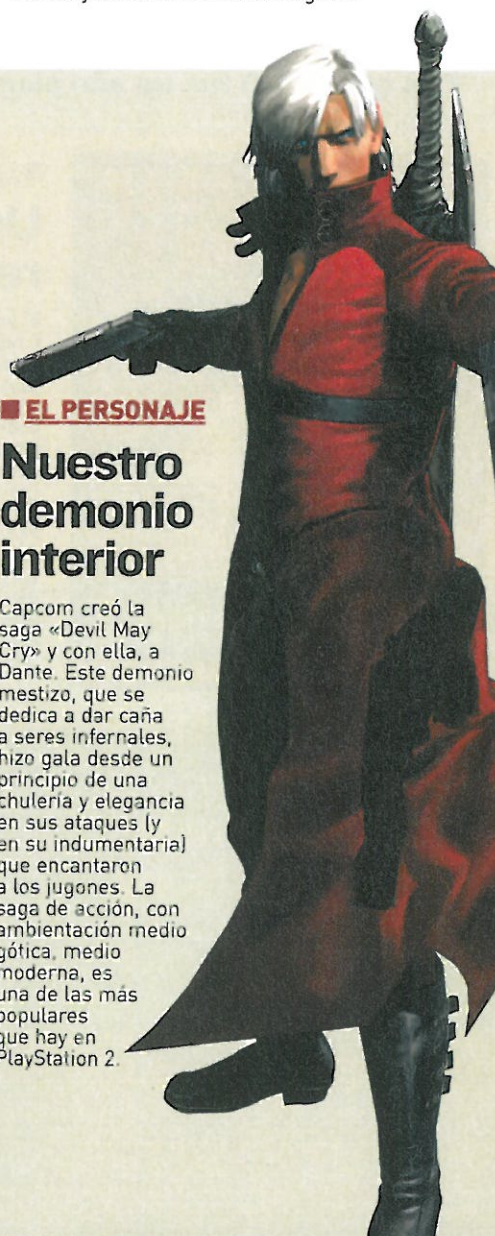 EL PERSONAJE
Nuestro
demonio
interior
Capcom creó la
saga «Devil May
Cry» y con ella, a
Dante. Este demonio
mestizo, que se
dedica a dar caña
a seres infernales,
hizo gala desde un
principio de una
chulería y elegancia
en sus ataques (y
en su indumentaria)
que encantaron
a los jugones. La
saga de acción, con
ambientación medio
gótica, medio
moderna, es
una de las más
populares
que hay en
PlayStation 2.